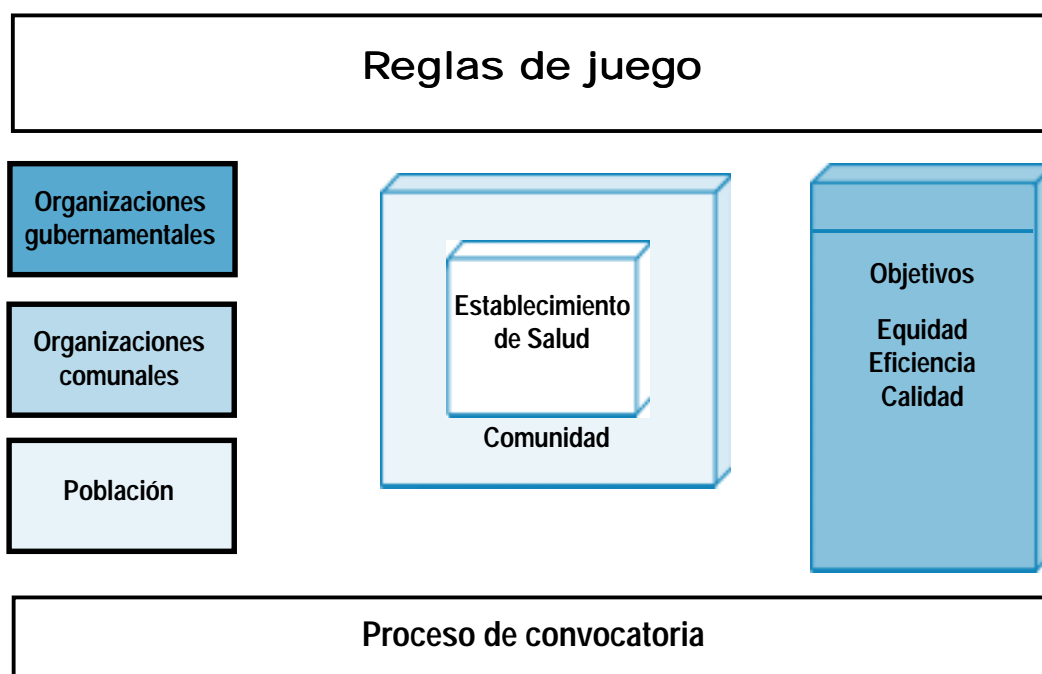 Reglas de juego
Organizaciones
gubernamentales
Organizaciones
comunales
Población
Establecimiento
de Salud
Comunidad
Objetivos
Equidad
Eficiencia
Calidad
Proceso de convocatoria